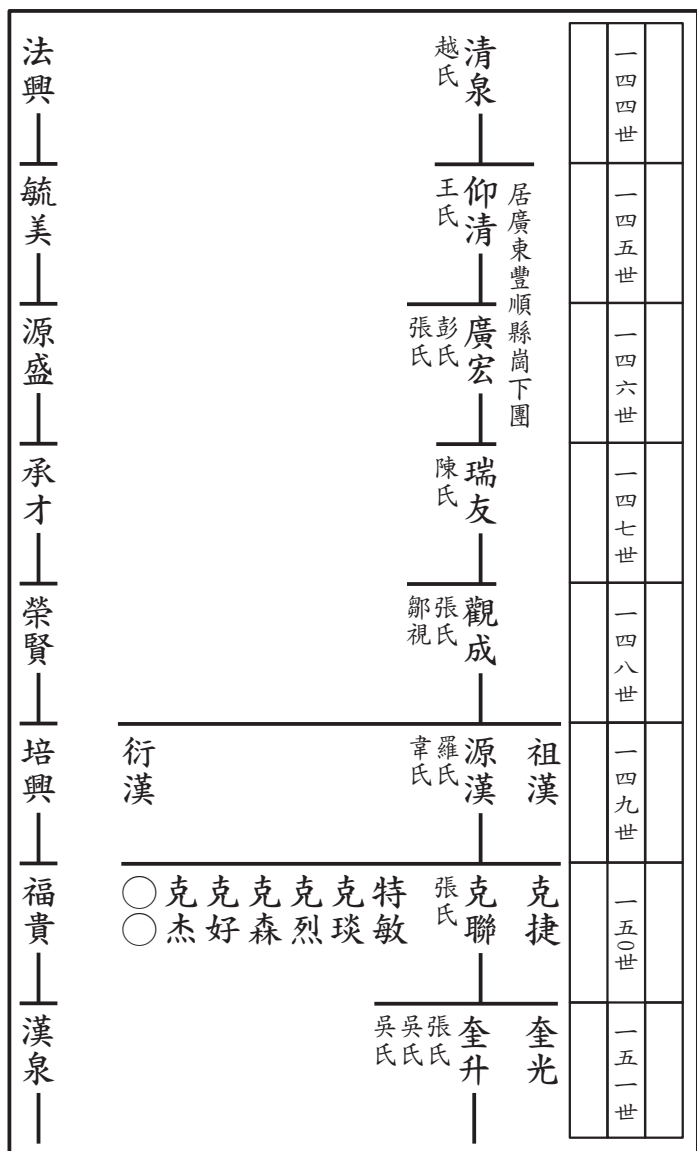 一四四世
清泉
越氏
法興
一四五世
居廣東豐順縣崗下團
仰清
王氏
毓美
一四六世
廣宏
彭氏
張氏
源盛
一四七世
瑞友
陳氏
承才
一四八世
觀成
張氏
鄒視
榮賢
一四九世
祖漢
源漢
羅氏
韋氏
衍漢
培興
一五〇世
克捷
克聯
張氏
特敏
克琰
克烈
克森
克好
克杰
〇〇
福貴
一五一世
奎光
奎升
張氏
吳氏
吳氏
漢泉